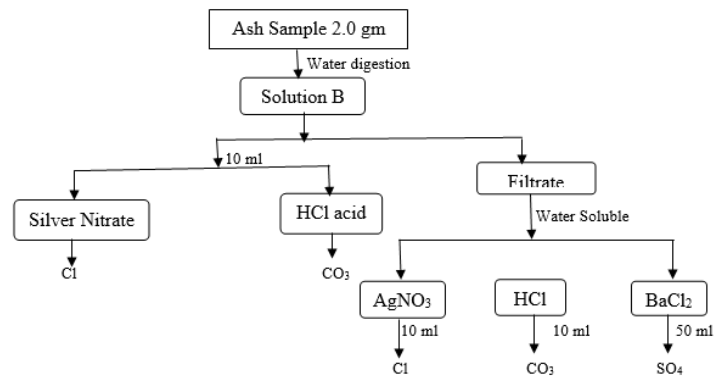 Ash Sample 2.0 gm
Water digestion
Solution B
10 ml
Filtrate
Silver Nitrate
HCl acid
Water Soluble
Cl
CO₃
AgNO₃
HCl
BaCl₂
10 ml
10 ml
50 ml
Cl
CO₃
SO₄